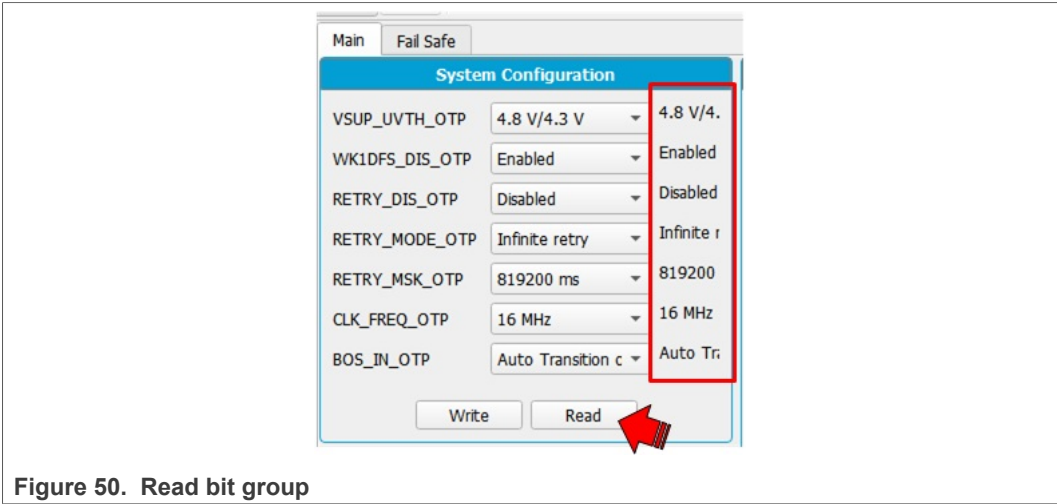 Main Fail Safe
System Configuration
VSUP_UVTH_OTP 4.8 V/4.3 V 4.8 V/4.
WK1DFS_DIS_OTP Enabled Enabled
RETRY_DIS_OTP Disabled Disabled
RETRY_MODE_OTP Infinite retry Infinite r
RETRY_MSK_OTP 819200 ms 819200
CLK_FREQ_OTP 16 MHz 16 MHz
BOS_IN_OTP Auto Transition c Auto Tra
Write Read
Figure 50. Read bit group